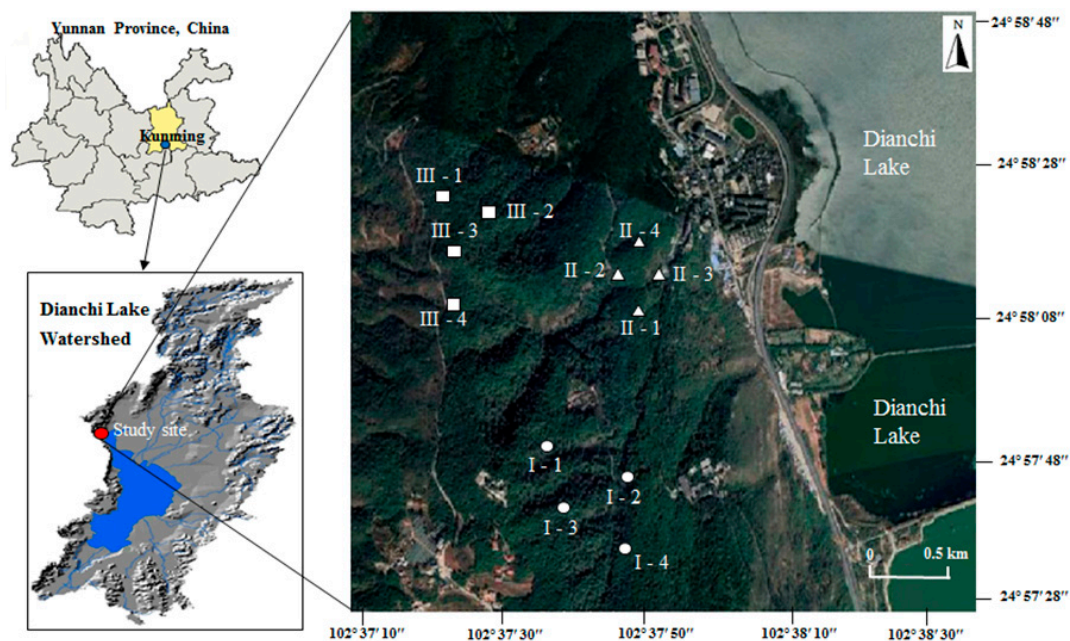 Yunnan Province, China
Kunming
Dianchi Lake
Watershed
Study site
N
Dianchi
Lake
III - 1
III - 2
III - 3
III - 4
II - 4
II - 2
II - 3
II - 1
Dianchi
Lake
I - 1
I - 2
I - 3
I - 4
0
0.5 km
24°58′48″
24°58′28″
24°58′08″
24°57′48″
24°57′28″
102°37′10″
102°37′30″
102°37′50″
102°38′10″
102°38′30″